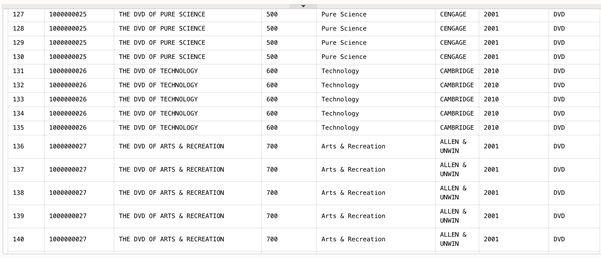 127 1000000025 THE DVD OF PURE SCIENCE 500 Pure Science CENGAGE 2001 DVD
128 1000000025 THE DVD OF PURE SCIENCE 500 Pure Science CENGAGE 2001 DVD
129 1000000025 THE DVD OF PURE SCIENCE 500 Pure Science CENGAGE 2001 DVD
130 1000000025 THE DVD OF PURE SCIENCE 500 Pure Science CENGAGE 2001 DVD
131 1000000026 THE DVD OF TECHNOLOGY 600 Technology CAMBRIDGE 2010 DVD
132 1000000026 THE DVD OF TECHNOLOGY 600 Technology CAMBRIDGE 2010 DVD
133 1000000026 THE DVD OF TECHNOLOGY 600 Technology CAMBRIDGE 2010 DVD
134 1000000026 THE DVD OF TECHNOLOGY 600 Technology CAMBRIDGE 2010 DVD
135 1000000026 THE DVD OF TECHNOLOGY 600 Technology CAMBRIDGE 2010 DVD
136 1000000027 THE DVD OF ARTS & RECREATION 700 Arts & Recreation ALLEN & UNWIN 2001 DVD
137 1000000027 THE DVD OF ARTS & RECREATION 700 Arts & Recreation ALLEN & UNWIN 2001 DVD
138 1000000027 THE DVD OF ARTS & RECREATION 700 Arts & Recreation ALLEN & UNWIN 2001 DVD
139 1000000027 THE DVD OF ARTS & RECREATION 700 Arts & Recreation ALLEN & UNWIN 2001 DVD
140 1000000027 THE DVD OF ARTS & RECREATION 700 Arts & Recreation ALLEN & UNWIN 2001 DVD